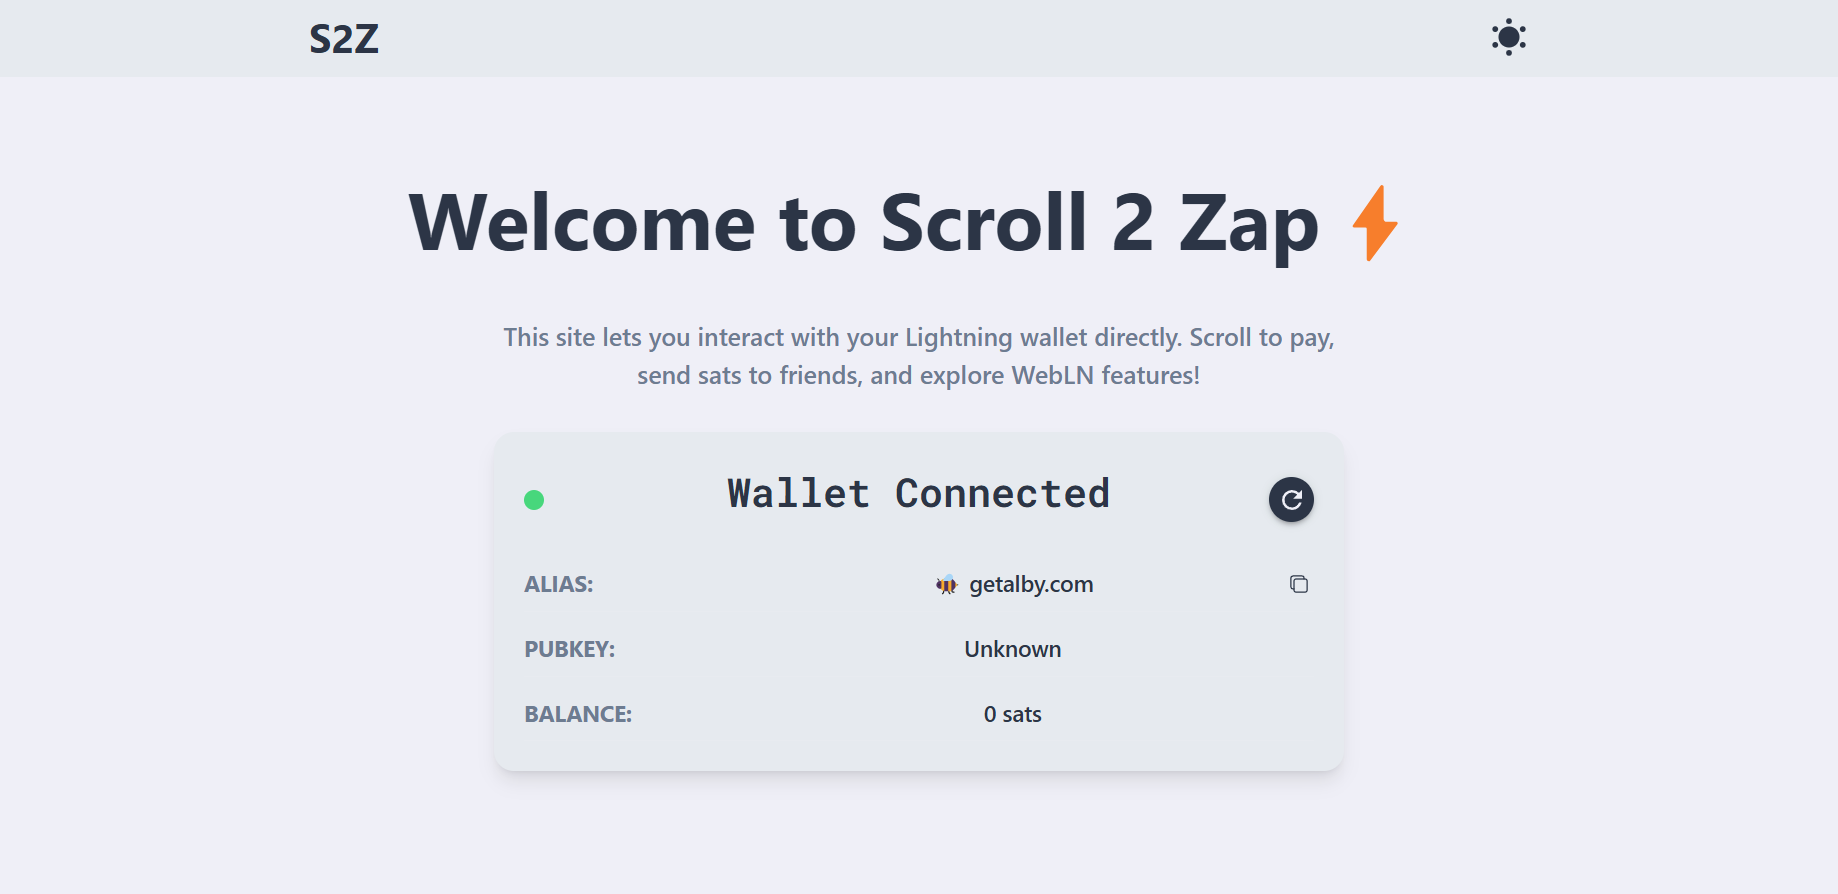 S2Z
Welcome to Scroll 2 Zap
This site lets you interact with your Lightning wallet directly. Scroll to pay,
send sats to friends, and explore WebLN features!
Wallet Connected
ALIAS: 🐝 getalby.com
PUBKEY: Unknown
BALANCE: 0 sats